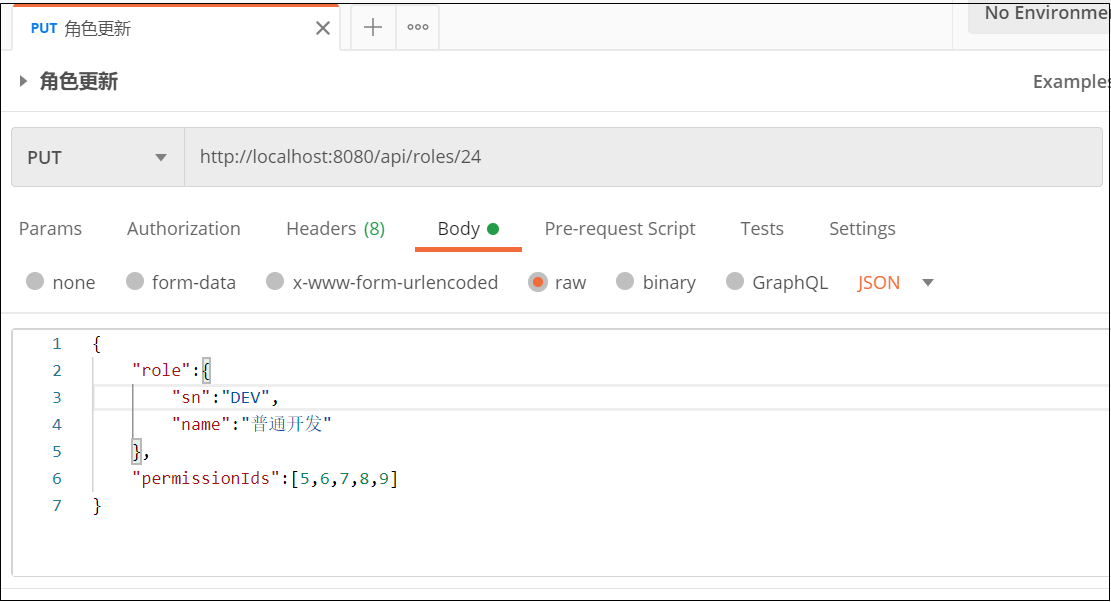 PUT 角色更新
No Environme
角色更新
Examples
PUT http://localhost:8080/api/roles/24
Params Authorization Headers (8) Body Pre-request Script Tests Settings
none form-data x-www-form-urlencoded raw binary GraphQL JSON
1 {
2 "role":{
3 "sn":"DEV",
4 "name":"普通开发"
5 },
6 "permissionIds":[5,6,7,8,9]
7 }